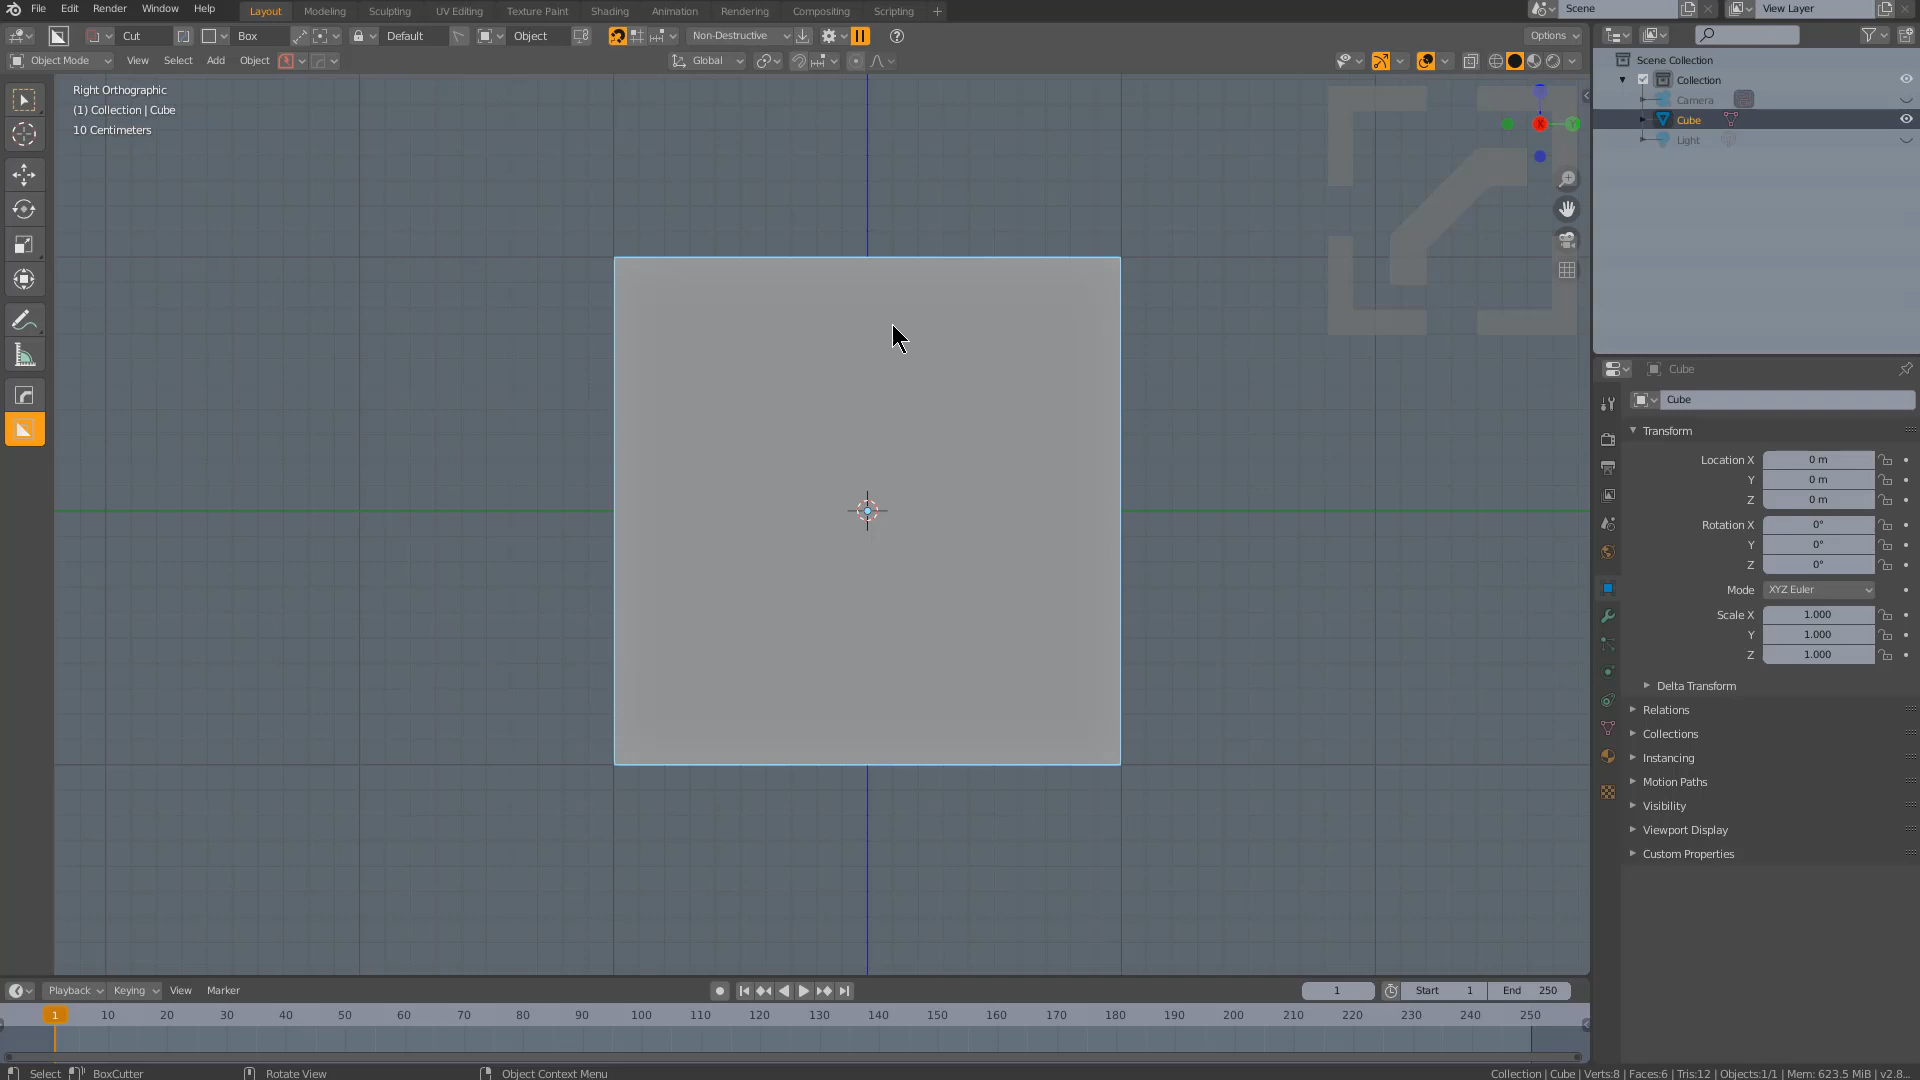 File Edit Render Window Help Layout Modeling Sculpting UV Editing Texture Paint Shading Animation Rendering Compositing Scripting + Scene View Layer
Cut Box Default Object Non-Destructive Options
Object Mode View Select Add Object Global
Right Orthographic
(1) Collection | Cube
10 Centimeters
X
Y
Scene Collection
Collection
Camera
Cube
Light
Cube
Cube
Transform
Location X 0 m
Y 0 m
Z 0 m
Rotation X 0°
Y 0°
Z 0°
Mode XYZ Euler
Scale X 1.000
Y 1.000
Z 1.000
Delta Transform
Relations
Collections
Instancing
Motion Paths
Visibility
Viewport Display
Custom Properties
Playback Keying View Marker 1 Start 1 End 250
1 10 20 30 40 50 60 70 80 90 100 110 120 130 140 150 160 170 180 190 200 210 220 230 240 250
Select BoxCutter Rotate View Object Context Menu Collection | Cube | Verts:8 | Faces:6 | Tris:12 | Objects:1/1 | Mem: 623.5 MiB | v2.8...